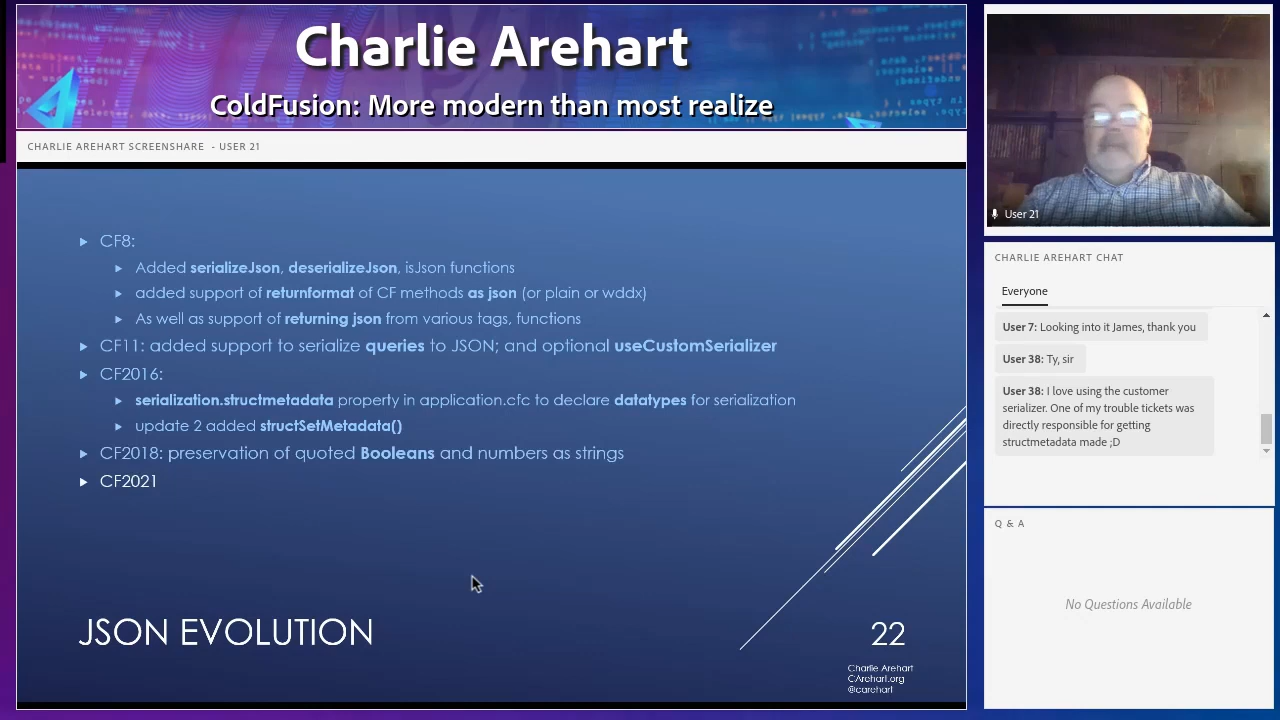 Charlie Arehart
ColdFusion: More modern than most realize
CHARLIE AREHART SCREENSHARE - USER 21
CF8:
Added serializeJson, deserializeJson, isJson functions
added support of returnformat of CF methods as json (or plain or wddx)
As well as support of returning json from various tags, functions
CF11: added support to serialize queries to JSON; and optional useCustomSerializer
CF2016:
serialization.structmetadata property in application.cfc to declare datatypes for serialization
update 2 added structSetMetadata()
CF2018: preservation of quoted Booleans and numbers as strings
CF2021
JSON EVOLUTION
22
Charlie Arehart
CArehart.org
@carehart
User 21
CHARLIE AREHART CHAT
Everyone
User 7: Looking into it James, thank you
User 38: Ty, sir
User 38: I love using the customer
serializer. One of my trouble tickets was
directly responsible for getting
structmetadata made ;D
Q & A
No Questions Available